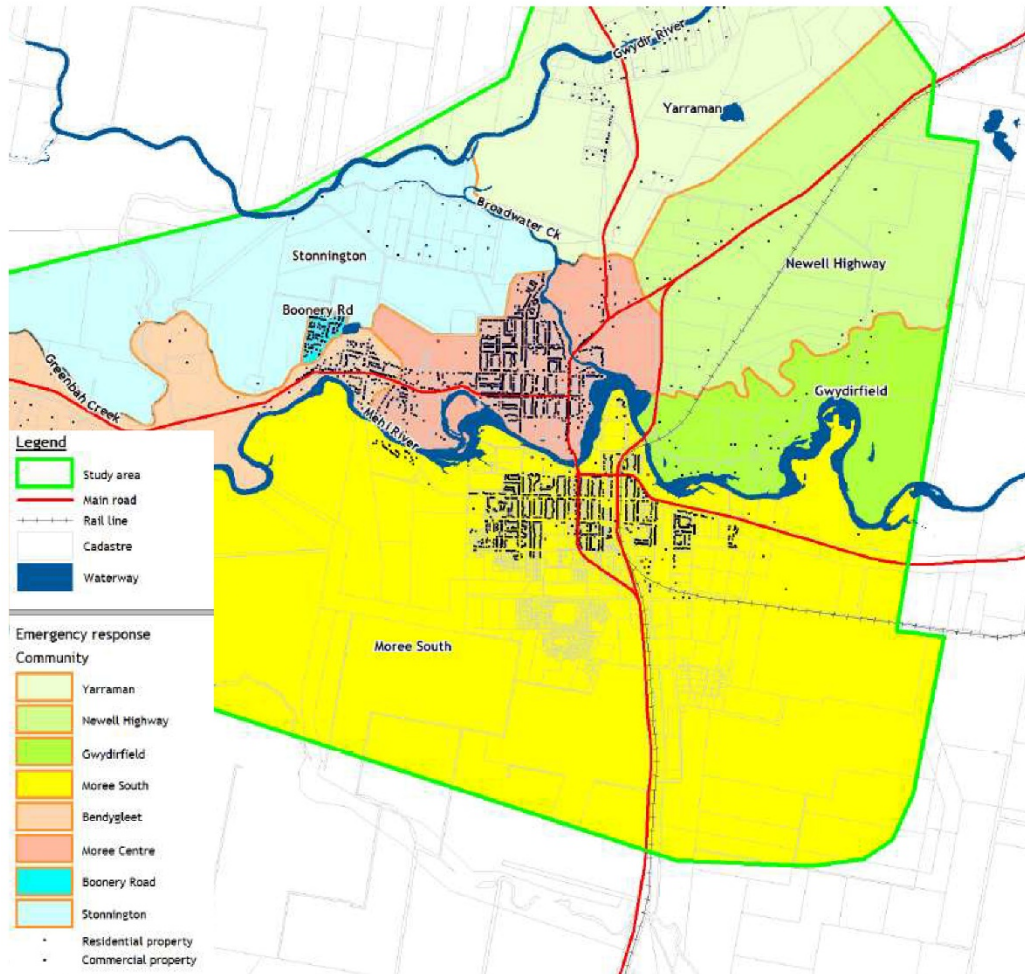 Gwydir River
Yarraman
Broadwater Ck
Stonnington
Newell Highway
Boonery Rd
Greenbah Creek
Gwydirfield
Mehi River
Moree South
Legend
Study area
Main road
Rail line
Cadastre
Waterway
Emergency response
Community
Yarraman
Newell Highway
Gwydirfield
Moree South
Bendygleet
Moree Centre
Boonery Road
Stonnington
Residential property
Commercial property